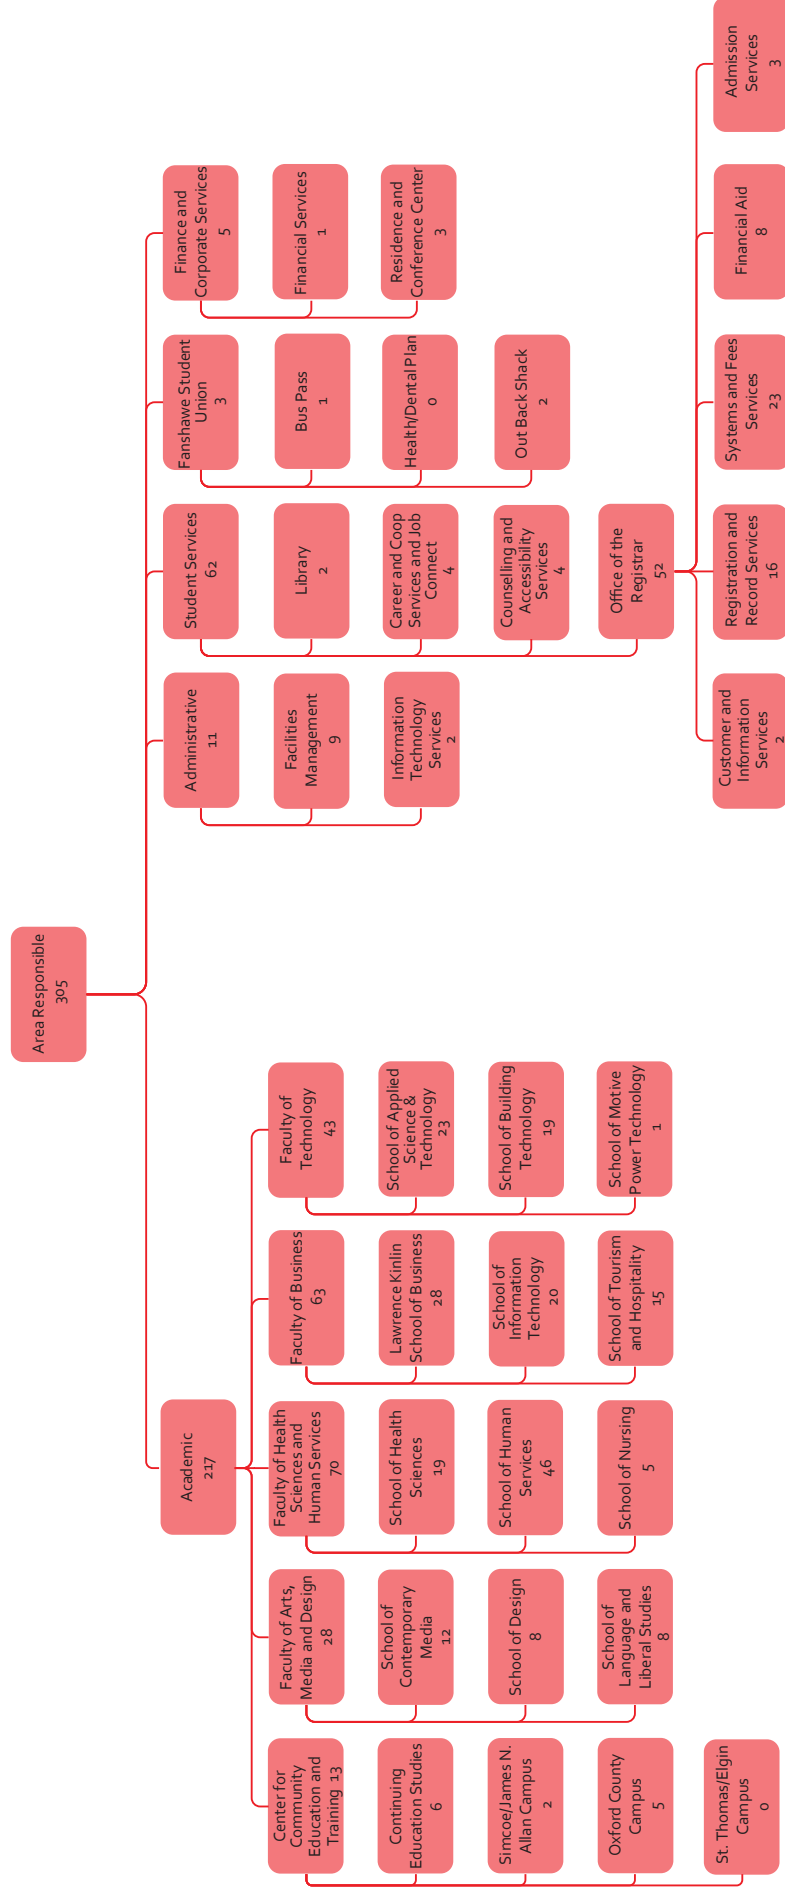 Area Responsible
305
Academic
217
Administrative
11
Student Services
62
Fanshawe Student
Union
3
Finance and
Corporate Services
5
Center for
Community
Education and
Training 13
Continuing
Education Studies
6
Simcoe/James N.
Allan Campus
2
Oxford County
Campus
5
St. Thomas/Elgin
Campus
0
Faculty of Arts,
Media and Design
28
School of
Contemporary
Media
12
School of Design
8
School of
Language and
Liberal Studies
8
Faculty of Health
Sciences and
Human Services
70
School of Health
Sciences
19
School of Human
Services
46
School of Nursing
5
Faculty of Business
63
Lawrence Kinlin
School of Business
28
School of
Information
Technology
20
School of Tourism
and Hospitality
15
Faculty of
Technology
43
School of Applied
Science &
Technology
23
School of Building
Technology
19
School of Motive
Power Technology
1
Facilities
Management
9
Information
Technology
Services
2
Library
2
Career and Coop
Services and Job
Connect
4
Counselling and
Accessibility
Services
4
Office of the
Registrar
52
Customer and
Information
Services
2
Registration and
Record Services
16
Systems and Fees
Services
23
Financial Aid
8
Admission
Services
3
Bus Pass
1
Health/Dental Plan
0
Out Back Shack
2
Financial Services
1
Residence and
Conference Center
3